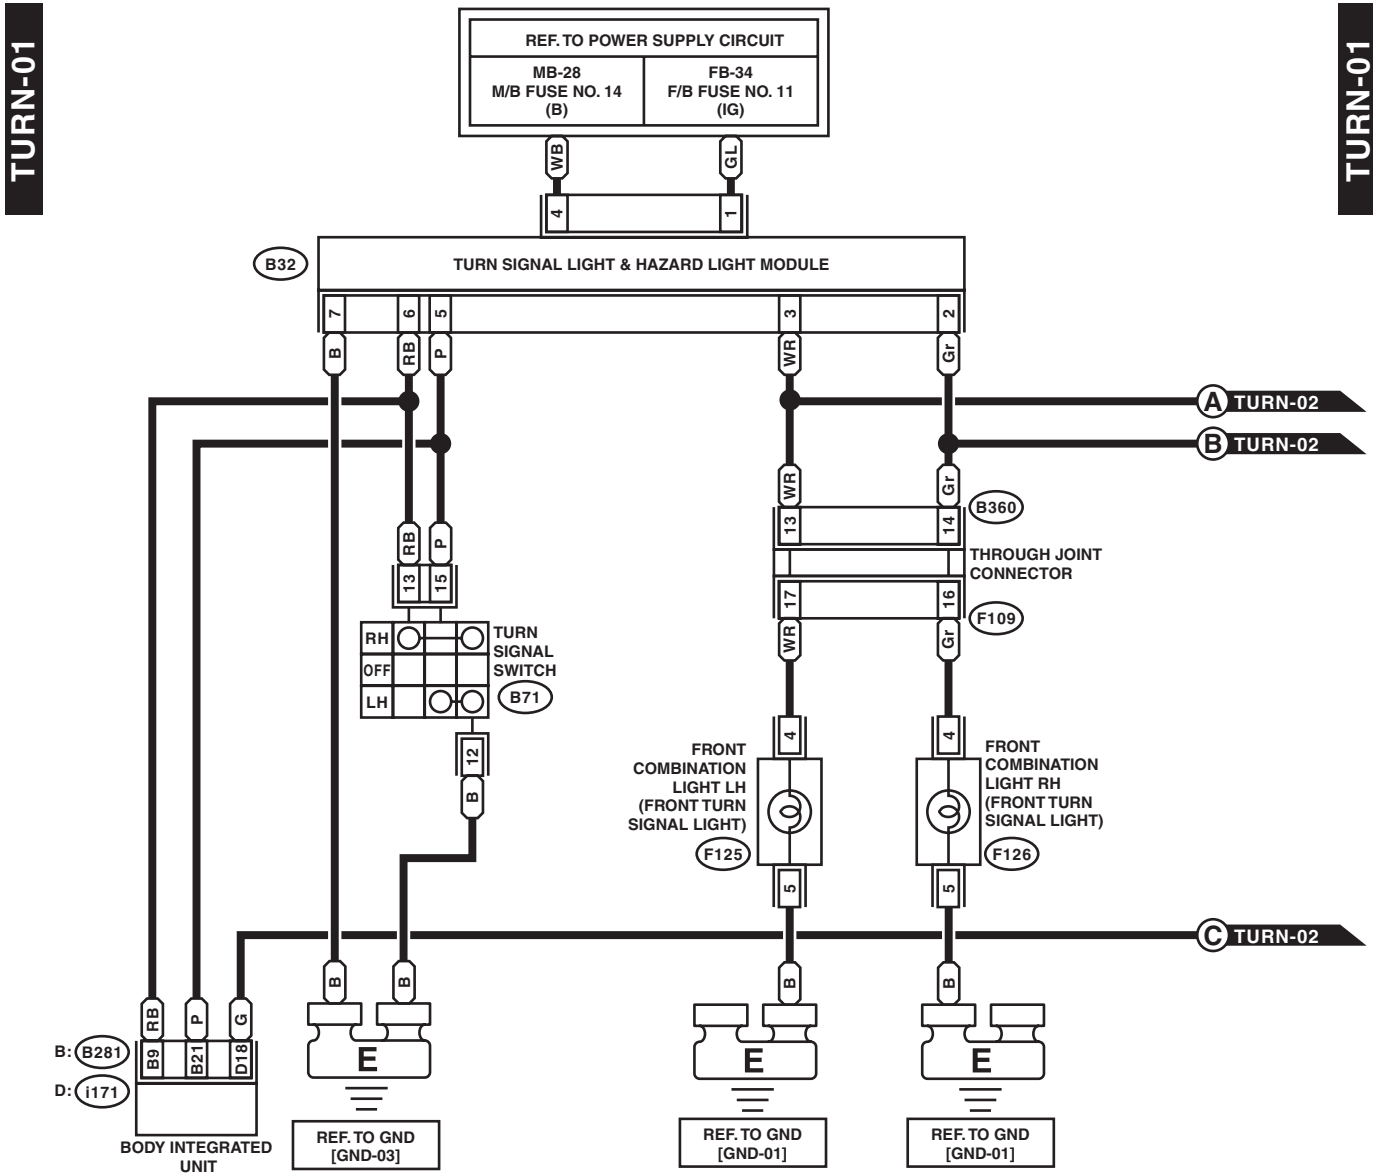 TURN-01
TURN-01
REF. TO POWER SUPPLY CIRCUIT
MB-28
M/B FUSE NO. 14
(B)
FB-34
F/B FUSE NO. 11
(IG)
WB
GL
4
1
B32
TURN SIGNAL LIGHT & HAZARD LIGHT MODULE
7
6
5
3
2
B
RB
P
WR
Gr
A TURN-02
B TURN-02
WR
Gr
B360
13
14
RB
P
THROUGH JOINT
CONNECTOR
13
15
17
16
F109
WR
Gr
RH
OFF
LH
TURN
SIGNAL
SWITCH
B71
12
B
4
4
FRONT
COMBINATION
LIGHT LH
(FRONT TURN
SIGNAL LIGHT)
F125
FRONT
COMBINATION
LIGHT RH
(FRONT TURN
SIGNAL LIGHT)
F126
5
5
C TURN-02
B
B
B
B
RB
P
G
B: B281
B9
B21
D18
D: i171
BODY INTEGRATED
UNIT
E
E
E
REF. TO GND
[GND-03]
REF. TO GND
[GND-01]
REF. TO GND
[GND-01]